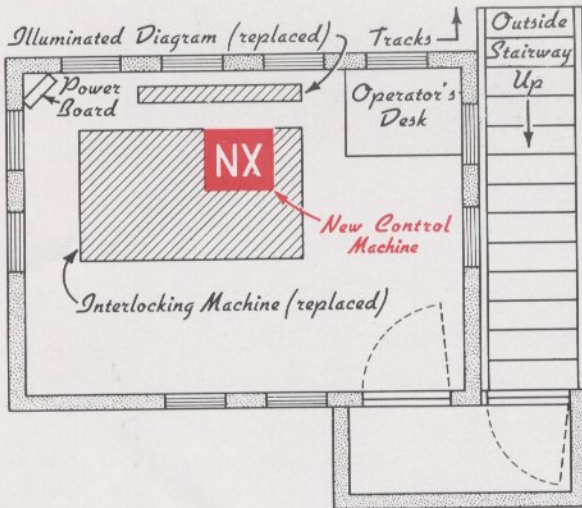 Illuminated Diagram (replaced)
Tracks
Outside
Stairway
Up
Power
Board
Operator's
Desk
NX
New Control
Machine
Interlocking Machine (replaced)